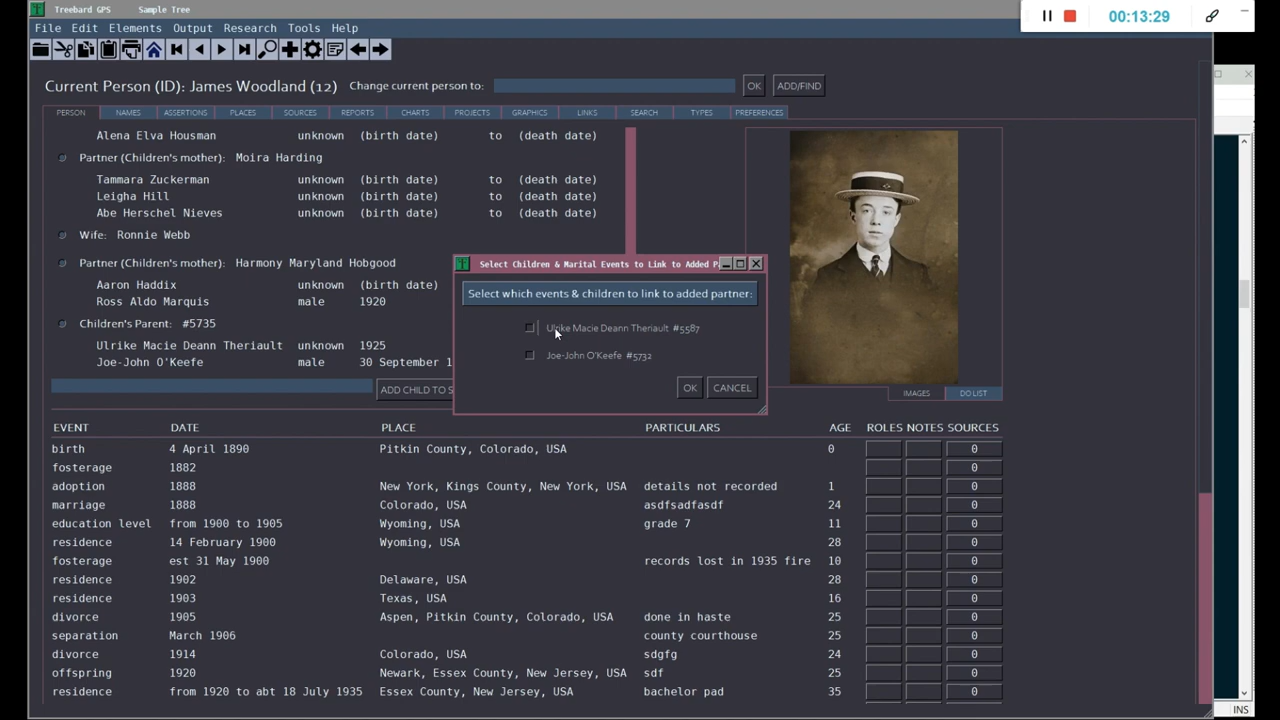 Treebard GPS Sample Tree
00:13:29
File Edit Elements Output Research Tools Help
Current Person (ID): James Woodland (12) Change current person to: OK ADD/FIND
PERSON NAMES ASSERTIONS PLACES SOURCES REPORTS CHARTS PROJECTS GRAPHICS LINKS SEARCH TYPES PREFERENCES
Alena Elva Housman unknown (birth date) to (death date)
Partner (Children's mother): Moira Harding
Tammara Zuckerman unknown (birth date) to (death date)
Leigha Hill unknown (birth date) to (death date)
Abe Herschel Nieves unknown (birth date) to (death date)
Wife: Ronnie Webb
Partner (Children's mother): Harmony Maryland Hobgood
Aaron Haddix unknown (birth date)
Ross Aldo Marquis male 1920
Children's Parent: #5735
Ulrike Macie Deann Theriault unknown 1925
Joe-John O'Keefe male 30 September 1
ADD CHILD TO S
Select Children & Marital Events to Link to Added P
Select which events & children to link to added partner:
Ulrike Macie Deann Theriault #5587
Joe-John O'Keefe #5732
OK CANCEL
IMAGES DO LIST
EVENT DATE PLACE PARTICULARS AGE ROLES NOTES SOURCES
birth 4 April 1890 Pitkin County, Colorado, USA 0 0
fosterage 1882 0
adoption 1888 New York, Kings County, New York, USA details not recorded 1 0
marriage 1888 Colorado, USA asdfsadfasdf 24 0
education level from 1900 to 1905 Wyoming, USA grade 7 11 0
residence 14 February 1900 Wyoming, USA 28 0
fosterage est 31 May 1900 records lost in 1935 fire 10 0
residence 1902 Delaware, USA 28 0
residence 1903 Texas, USA 16 0
divorce 1905 Aspen, Pitkin County, Colorado, USA done in haste 25 0
separation March 1906 county courthouse 25 0
divorce 1914 Colorado, USA sdgfg 24 0
offspring 1920 Newark, Essex County, New Jersey, USA sdf 25 0
residence from 1920 to abt 18 July 1935 Essex County, New Jersey, USA bachelor pad 35 0
INS